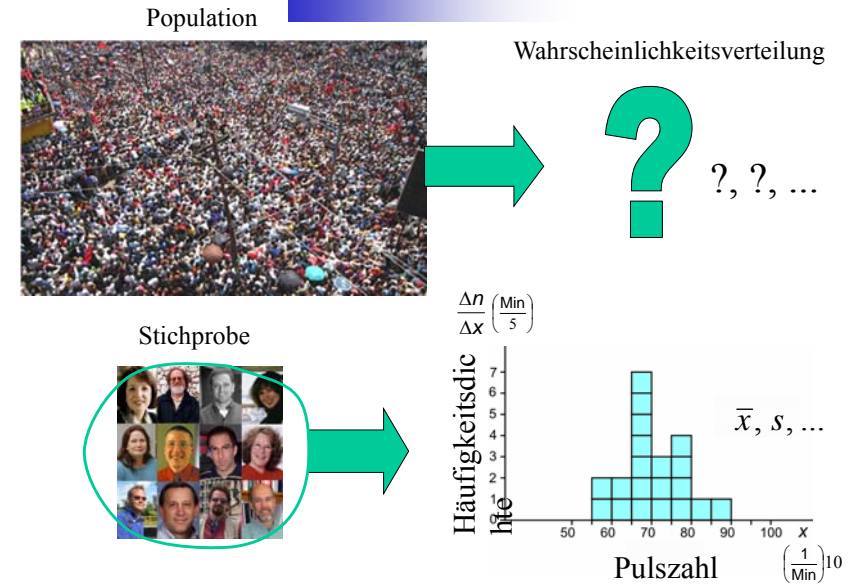 Population
Wahrscheinlichkeitsverteilung
?
?, ?, ...
Stichprobe
Δn/Δx (Min/5)
Häufigkeitsdic
hte
7
6
5
4
3
2
1
0
x̄, s, ...
50 60 70 80 90 100 x
Pulszahl
(1/Min)
10